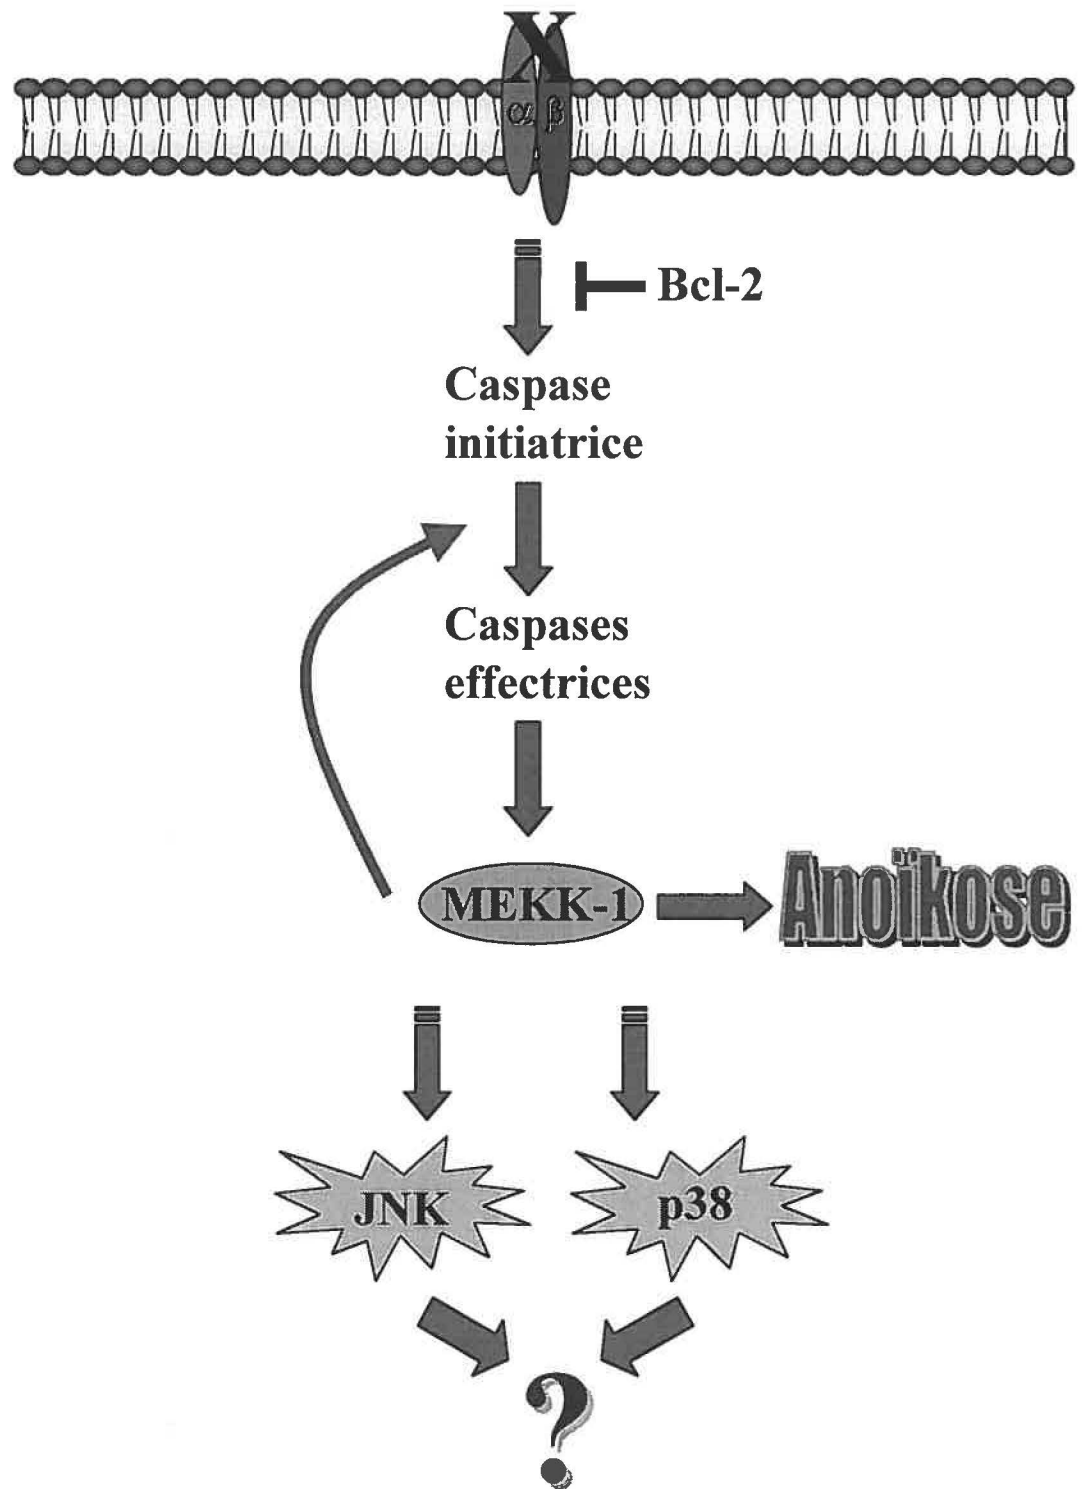 X
α β
Bcl-2
Caspase
initiatrice
Caspases
effectrices
MEKK-1
Anoïkose
JNK
p38
?